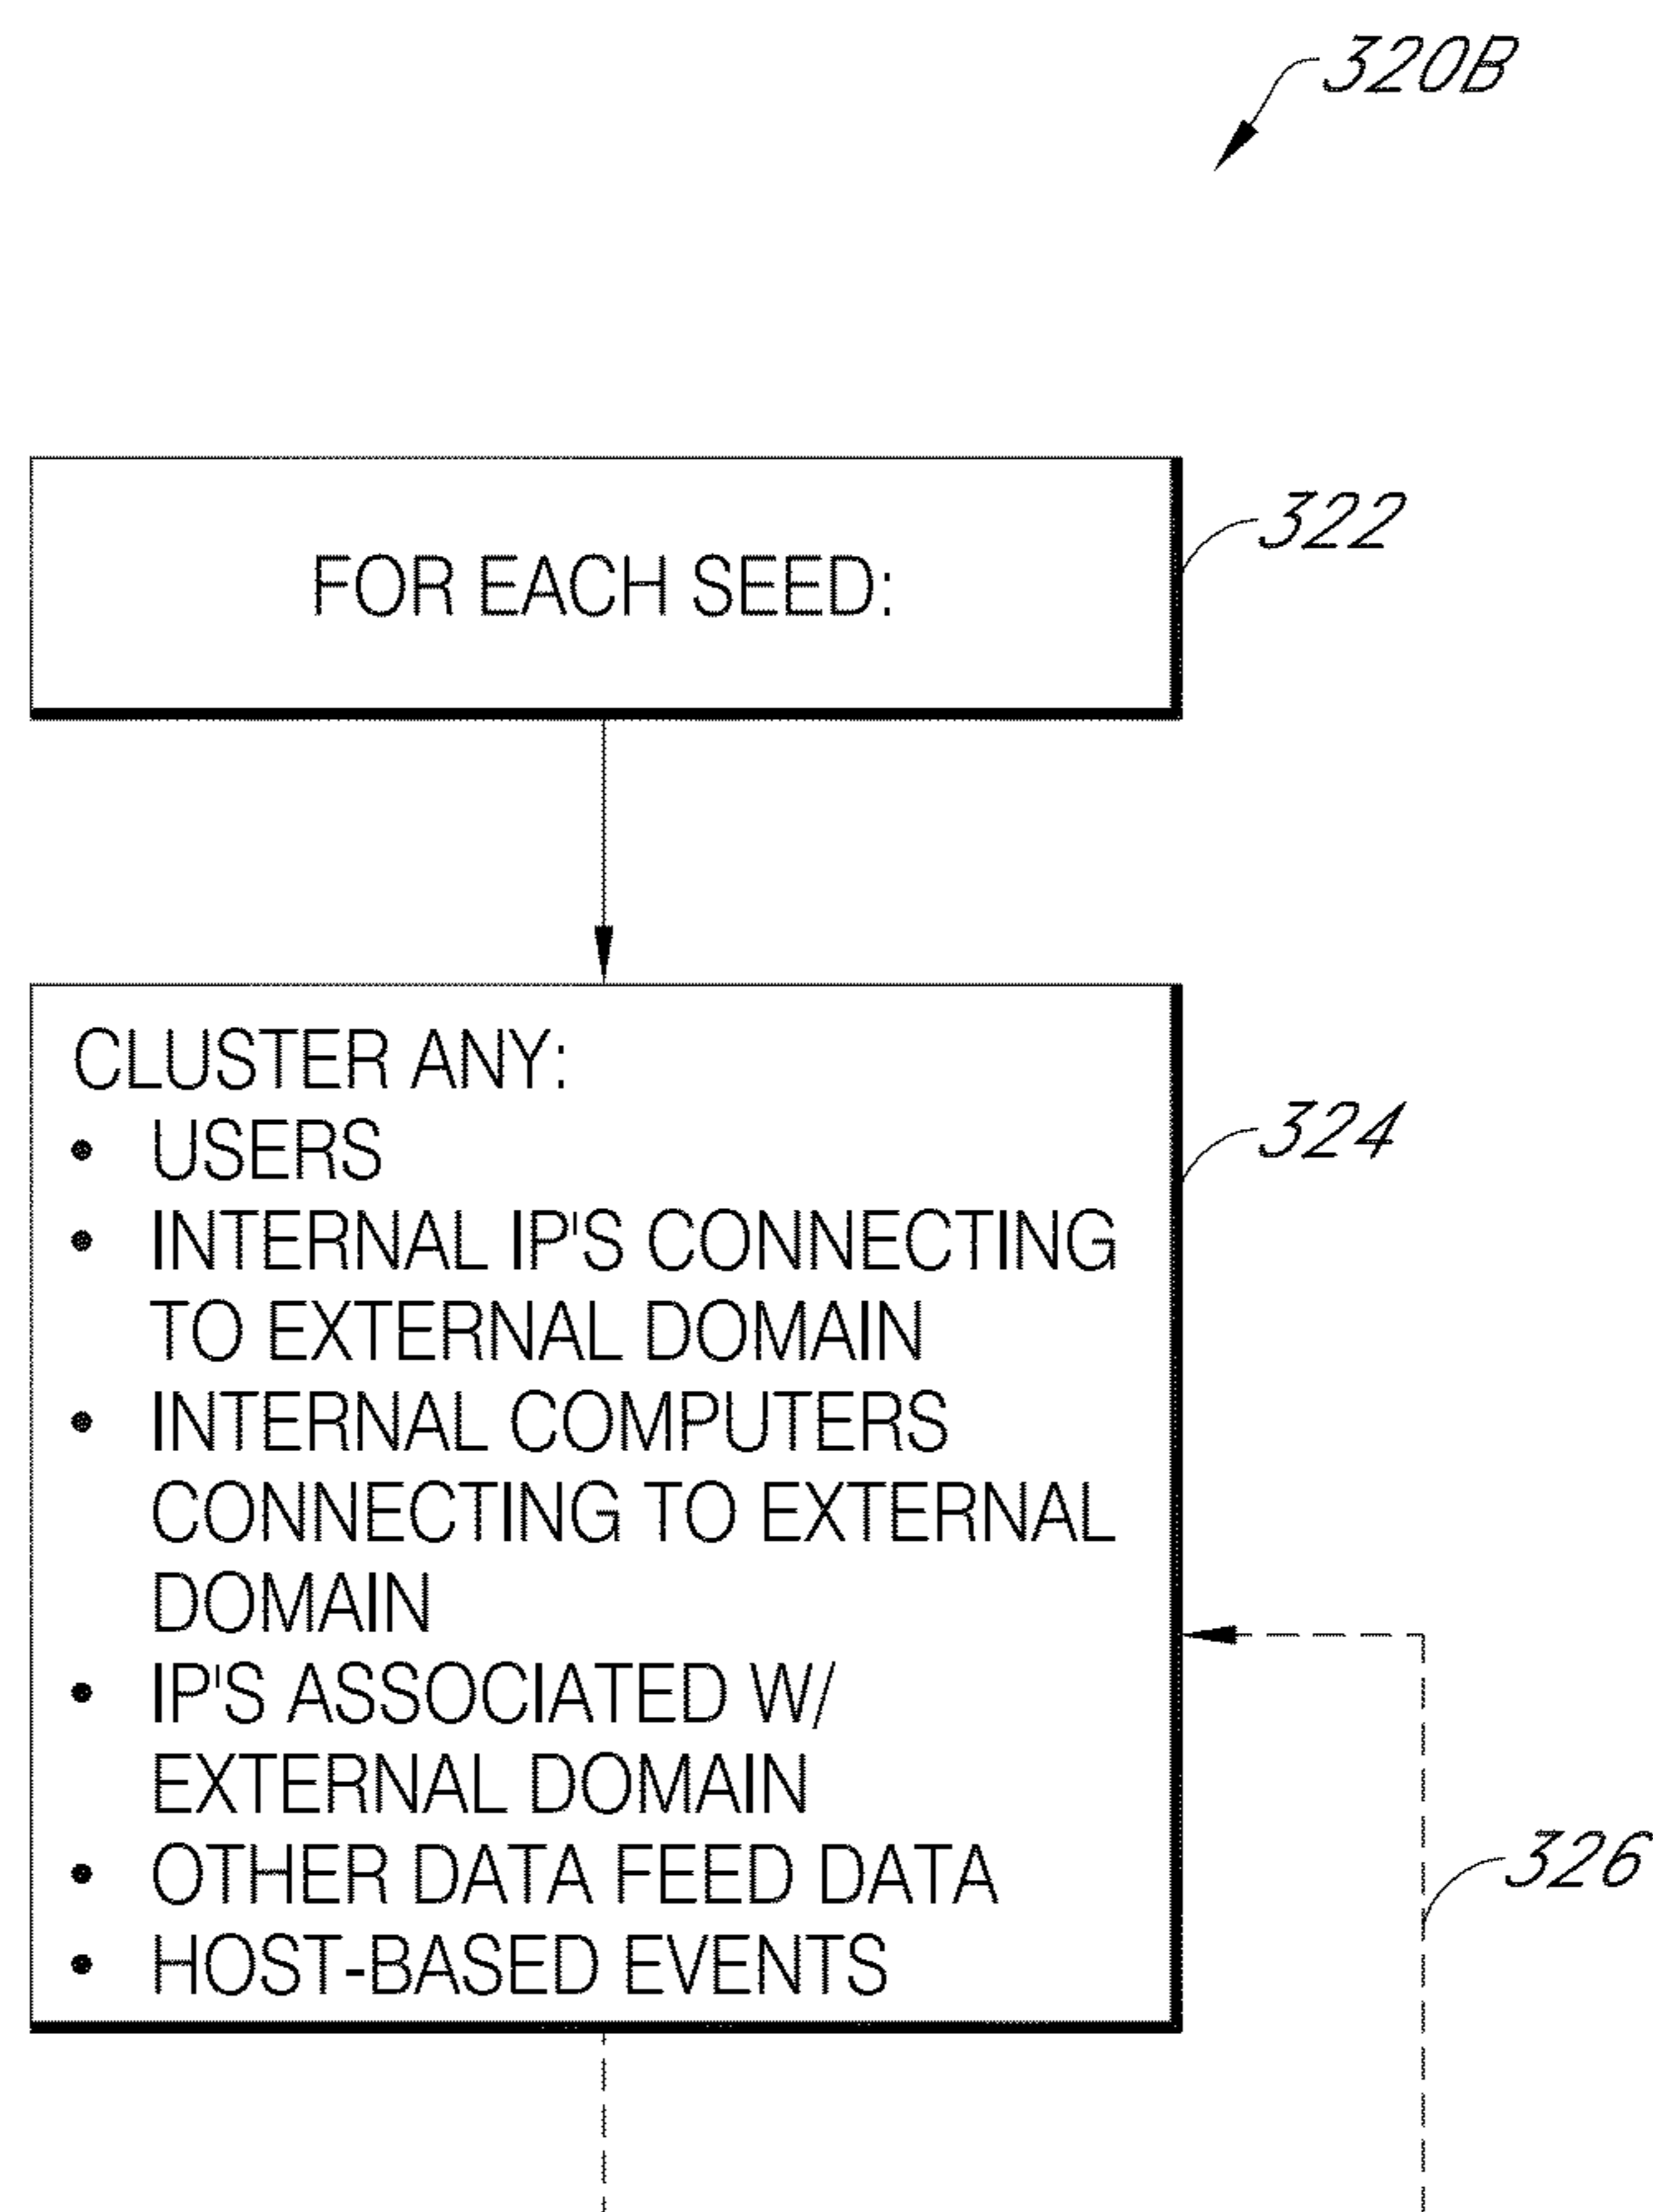 320B
FOR EACH SEED:
322
CLUSTER ANY:
• USERS
• INTERNAL IP'S CONNECTING
TO EXTERNAL DOMAIN
• INTERNAL COMPUTERS
CONNECTING TO EXTERNAL
DOMAIN
• IP'S ASSOCIATED W/
EXTERNAL DOMAIN
• OTHER DATA FEED DATA
• HOST-BASED EVENTS
324
326